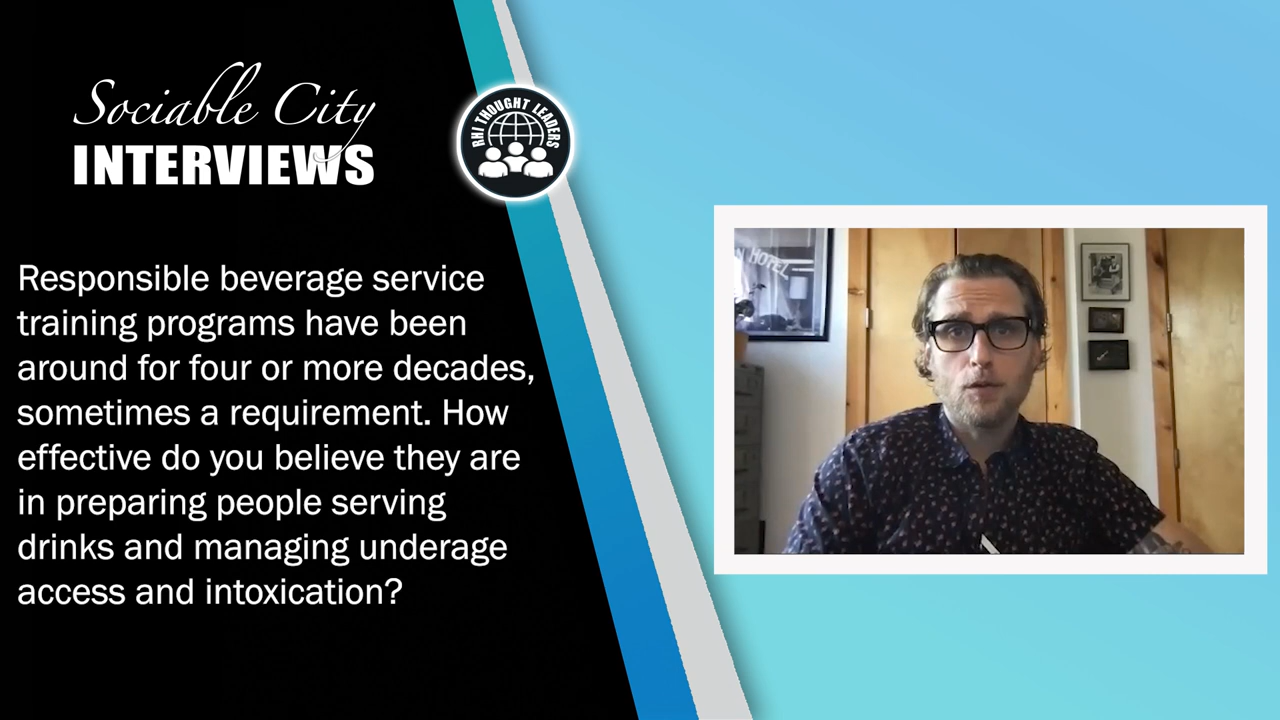 Sociable City
INTERVIEWS
RHI THOUGHT LEADERS
Responsible beverage service
training programs have been
around for four or more decades,
sometimes a requirement. How
effective do you believe they are
in preparing people serving
drinks and managing underage
access and intoxication?
N HOTEL